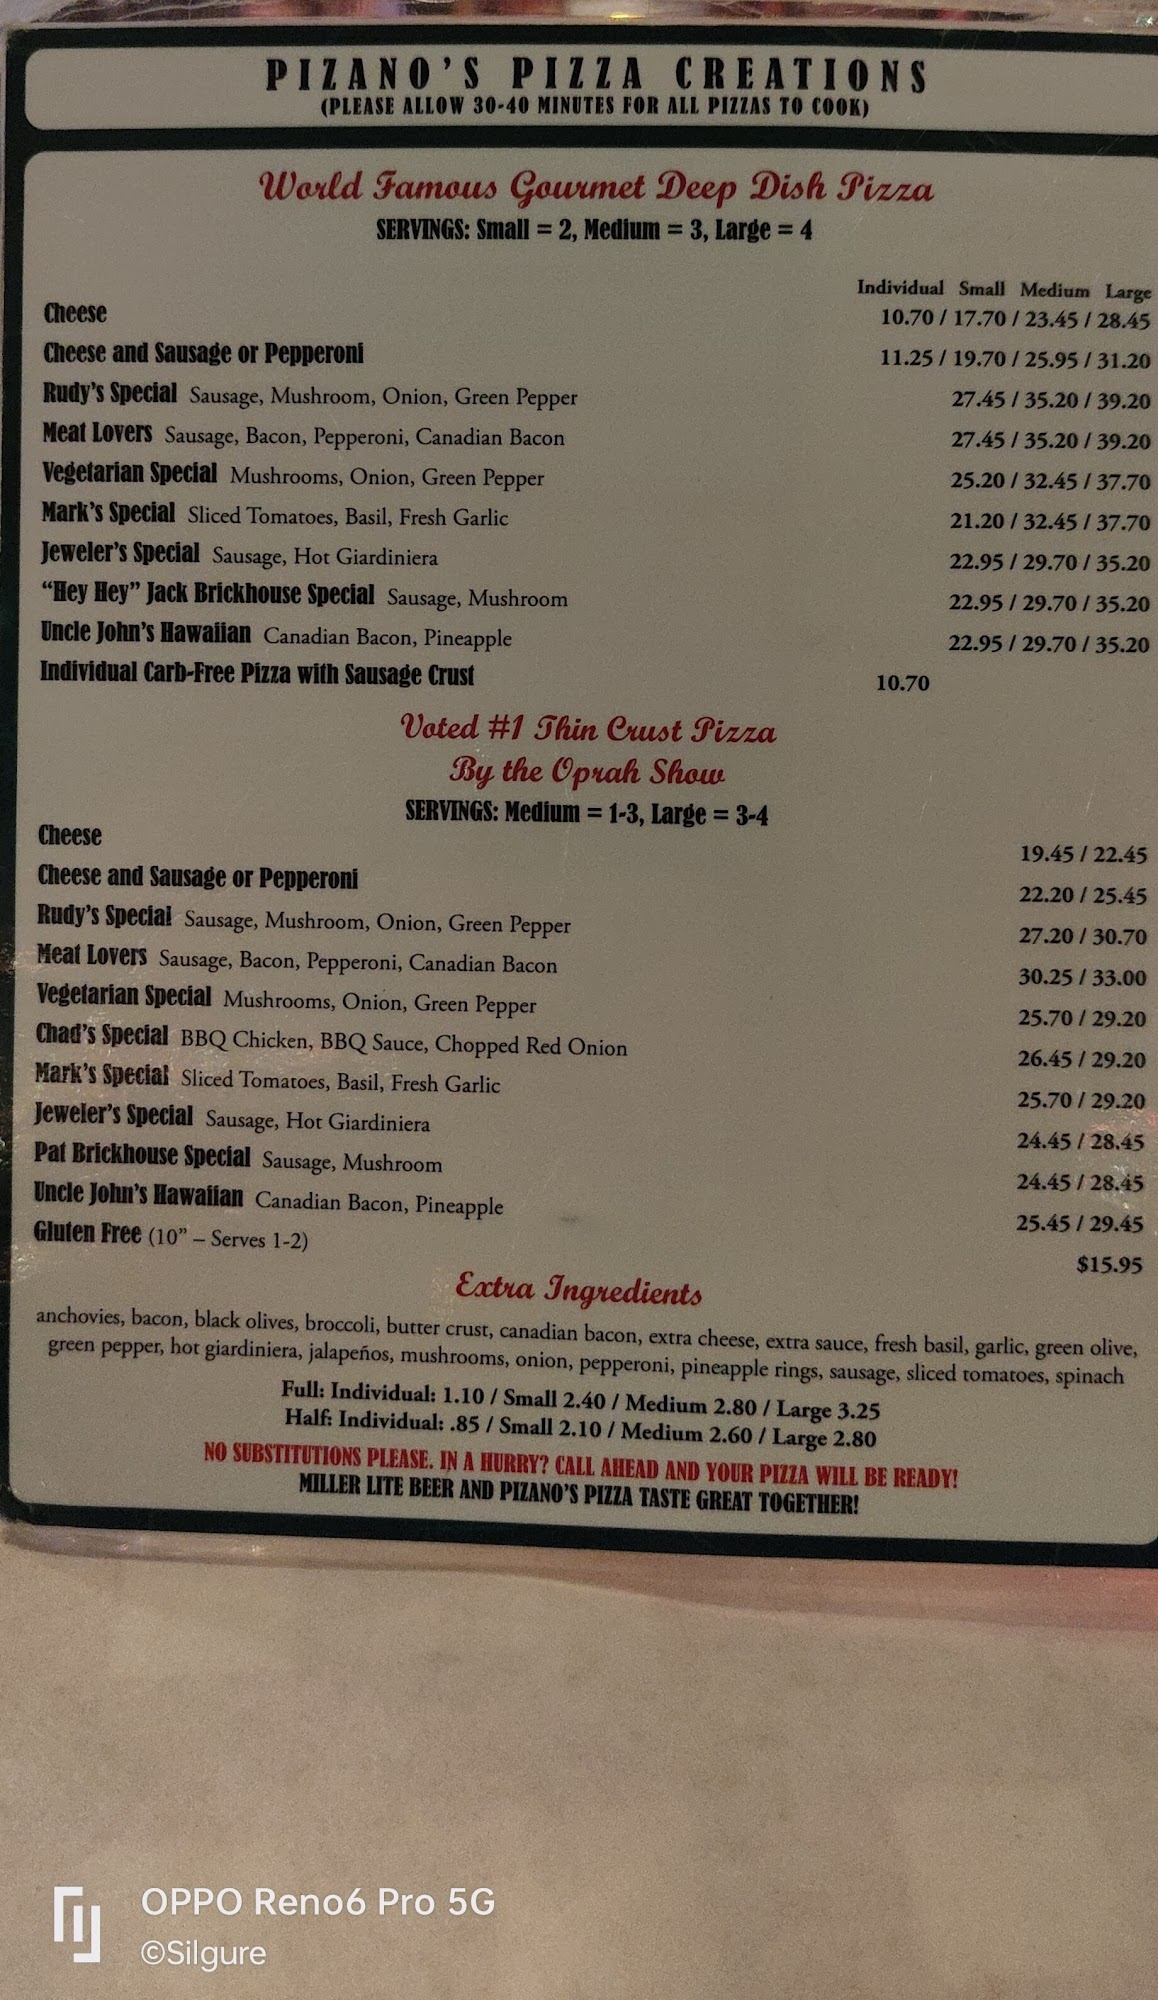 PIZANO'S PIZZA CREATIONS
(PLEASE ALLOW 30-40 MINUTES FOR ALL PIZZAS TO COOK)
World Famous Gourmet Deep Dish Pizza
SERVINGS: Small = 2, Medium = 3, Large = 4
Individual Small Medium Large
Cheese 10.70 / 17.70 / 23.45 / 28.45
Cheese and Sausage or Pepperoni 11.25 / 19.70 / 25.95 / 31.20
Rudy's Special Sausage, Mushroom, Onion, Green Pepper 27.45 / 35.20 / 39.20
Meat Lovers Sausage, Bacon, Pepperoni, Canadian Bacon 27.45 / 35.20 / 39.20
Vegetarian Special Mushrooms, Onion, Green Pepper 25.20 / 32.45 / 37.70
Mark's Special Sliced Tomatoes, Basil, Fresh Garlic 21.20 / 32.45 / 37.70
Jeweler's Special Sausage, Hot Giardiniera 22.95 / 29.70 / 35.20
"Hey Hey" Jack Brickhouse Special Sausage, Mushroom 22.95 / 29.70 / 35.20
Uncle John's Hawaiian Canadian Bacon, Pineapple 22.95 / 29.70 / 35.20
Individual Carb-Free Pizza with Sausage Crust 10.70
Voted #1 Thin Crust Pizza
By the Oprah Show
SERVINGS: Medium = 1-3, Large = 3-4
Cheese 19.45 / 22.45
Cheese and Sausage or Pepperoni 22.20 / 25.45
Rudy's Special Sausage, Mushroom, Onion, Green Pepper 27.20 / 30.70
Meat Lovers Sausage, Bacon, Pepperoni, Canadian Bacon 30.25 / 33.00
Vegetarian Special Mushrooms, Onion, Green Pepper 25.70 / 29.20
Chad's Special BBQ Chicken, BBQ Sauce, Chopped Red Onion 26.45 / 29.20
Mark's Special Sliced Tomatoes, Basil, Fresh Garlic 25.70 / 29.20
Jeweler's Special Sausage, Hot Giardiniera 24.45 / 28.45
Pat Brickhouse Special Sausage, Mushroom 24.45 / 28.45
Uncle John's Hawaiian Canadian Bacon, Pineapple 25.45 / 29.45
Gluten Free (10" – Serves 1-2) $15.95
Extra Ingredients
anchovies, bacon, black olives, broccoli, butter crust, canadian bacon, extra cheese, extra sauce, fresh basil, garlic, green olive,
green pepper, hot giardiniera, jalapeños, mushrooms, onion, pepperoni, pineapple rings, sausage, sliced tomatoes, spinach
Full: Individual: 1.10 / Small 2.40 / Medium 2.80 / Large 3.25
Half: Individual: .85 / Small 2.10 / Medium 2.60 / Large 2.80
NO SUBSTITUTIONS PLEASE. IN A HURRY? CALL AHEAD AND YOUR PIZZA WILL BE READY!
MILLER LITE BEER AND PIZANO'S PIZZA TASTE GREAT TOGETHER!
OPPO Reno6 Pro 5G
©Silgure